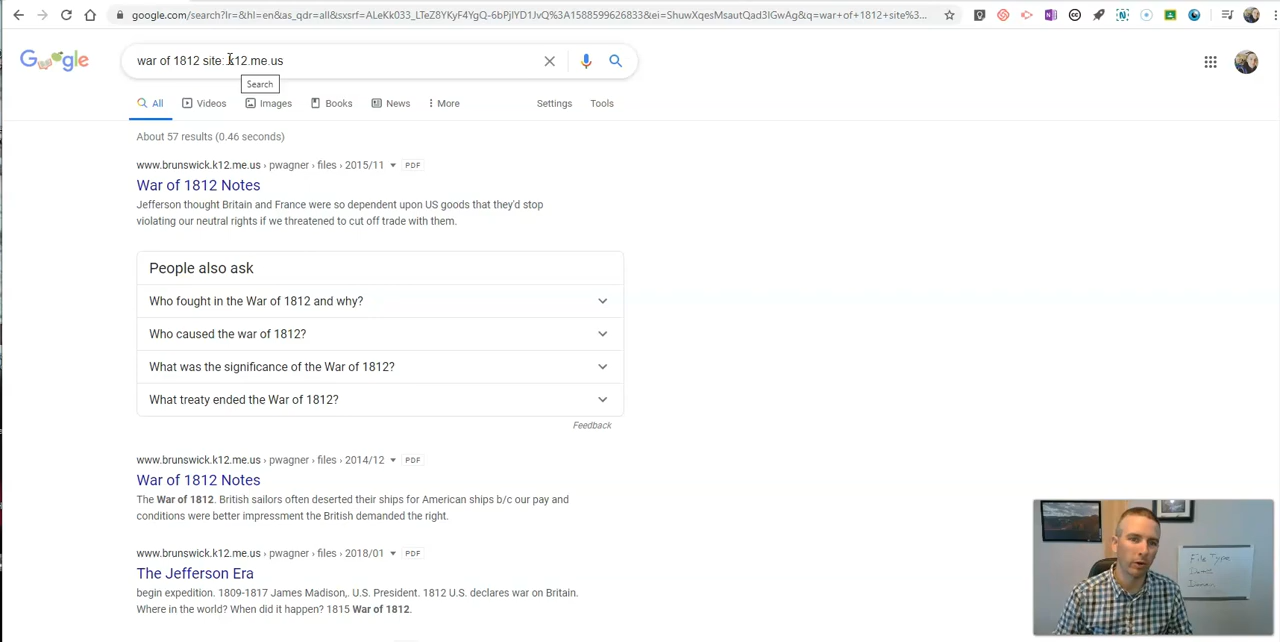 google.com/search?lr=&hl=en&as_qdr=all&sxsrf=ALeKk033_LTeZ8YKyF4YgQ-6bPjlYD1JvQ%3A1588599626833&ei=ShuwXqesMsautQad3IGwAg&q=war+of+1812+site%3...
Google
war of 1812 site: k12.me.us
Search
All Videos Images Books News More Settings Tools
About 57 results (0.46 seconds)
www.brunswick.k12.me.us › pwagner › files › 2015/11 PDF
War of 1812 Notes
Jefferson thought Britain and France were so dependent upon US goods that they'd stop
violating our neutral rights if we threatened to cut off trade with them.
People also ask
Who fought in the War of 1812 and why?
Who caused the war of 1812?
What was the significance of the War of 1812?
What treaty ended the War of 1812?
Feedback
www.brunswick.k12.me.us › pwagner › files › 2014/12 PDF
War of 1812 Notes
The War of 1812. British sailors often deserted their ships for American ships b/c our pay and
conditions were better impressment the British demanded the right.
www.brunswick.k12.me.us › pwagner › files › 2018/01 PDF
The Jefferson Era
begin expedition. 1809-1817 James Madison,. U.S. President. 1812 U.S. declares war on Britain.
Where in the world? When did it happen? 1815 War of 1812.
File Type